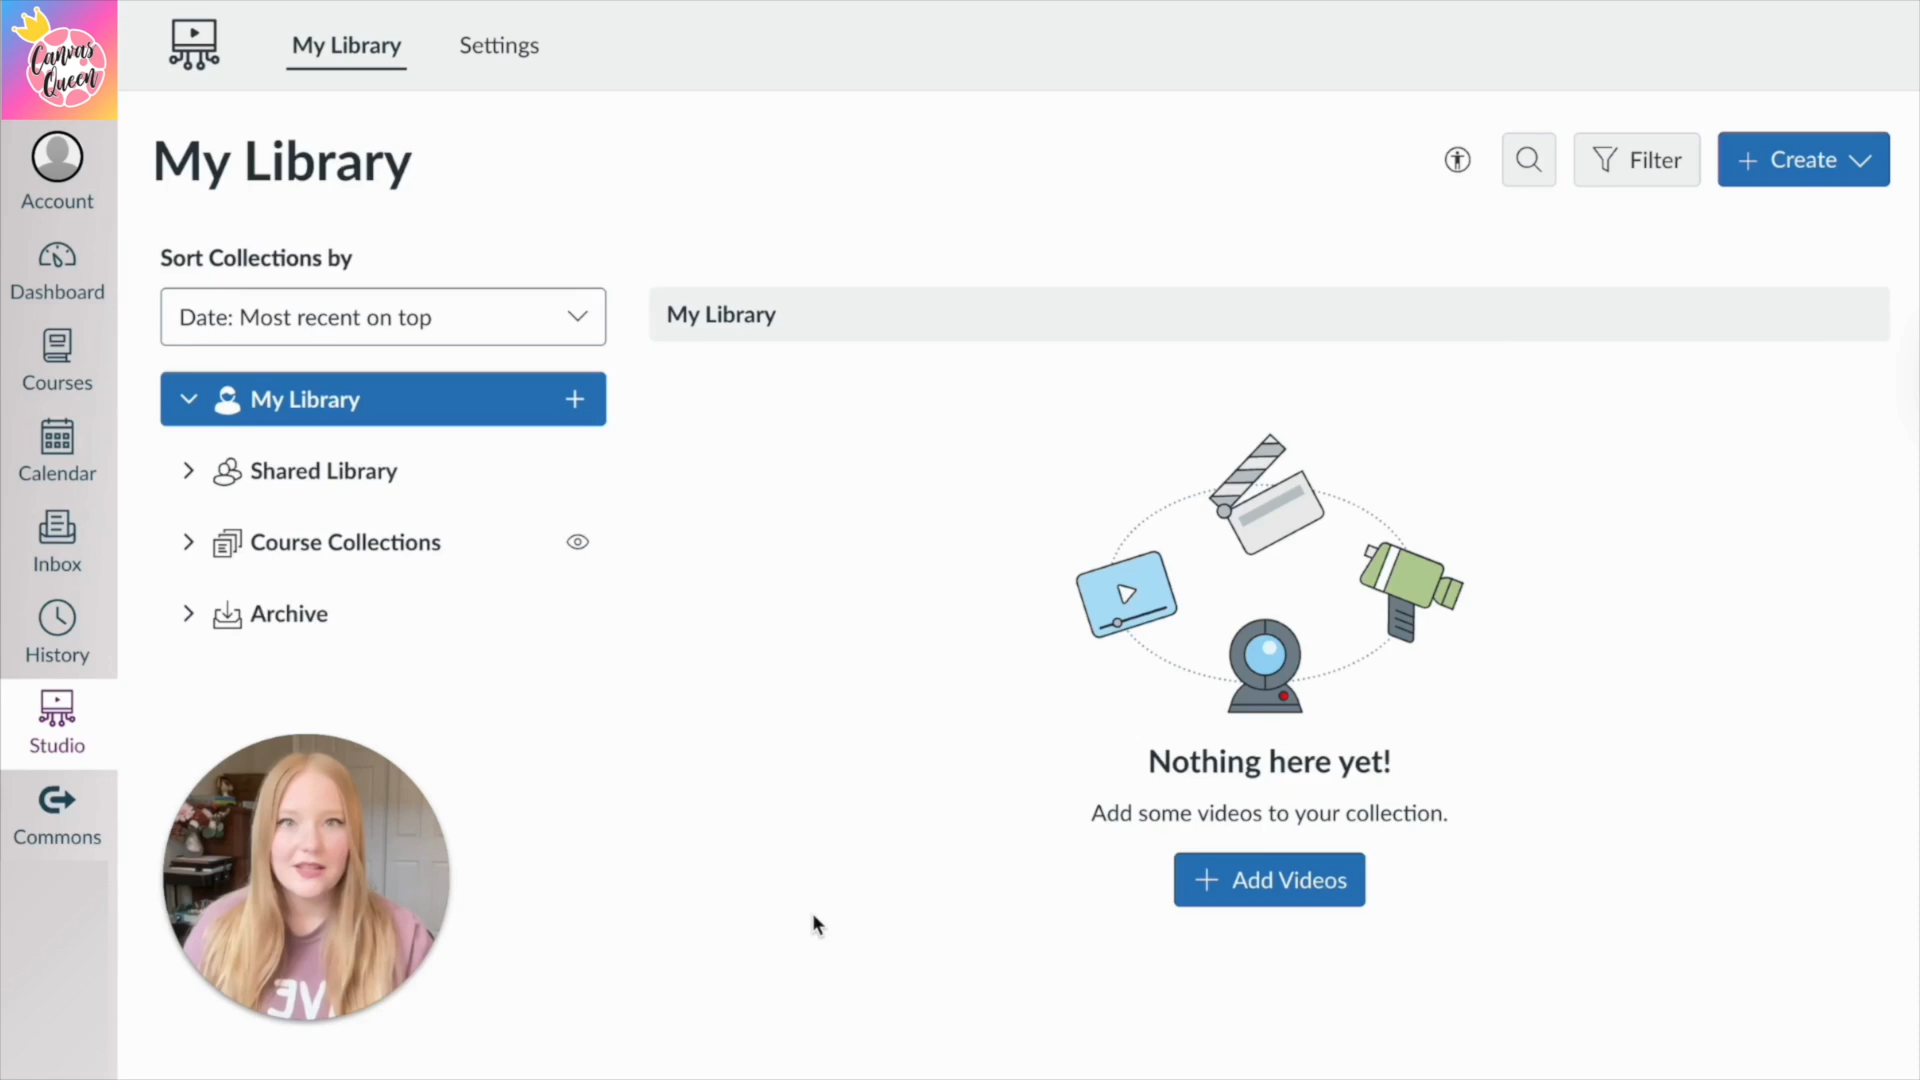 Canvas
Queen
My Library
Settings
Account
Dashboard
Courses
Calendar
Inbox
History
Studio
Commons
My Library
Filter
Create
Sort Collections by
Date: Most recent on top
My Library
Shared Library
Course Collections
Archive
My Library
Nothing here yet!
Add some videos to your collection.
Add Videos